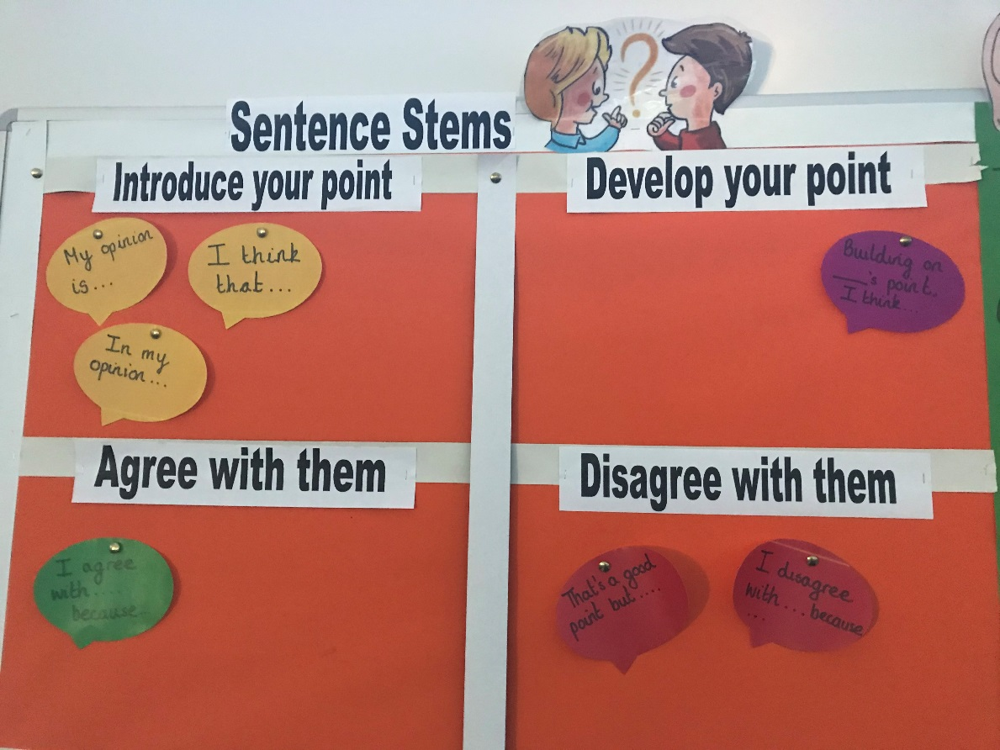 Sentence Stems
?
Introduce your point
My opinion
is...
I think
that...
In my
opinion...
Develop your point
Building on
___'s point,
I think...
Agree with them
I agree
with....
because...
Disagree with them
That's a good
point but....
I disagree
with... because
...